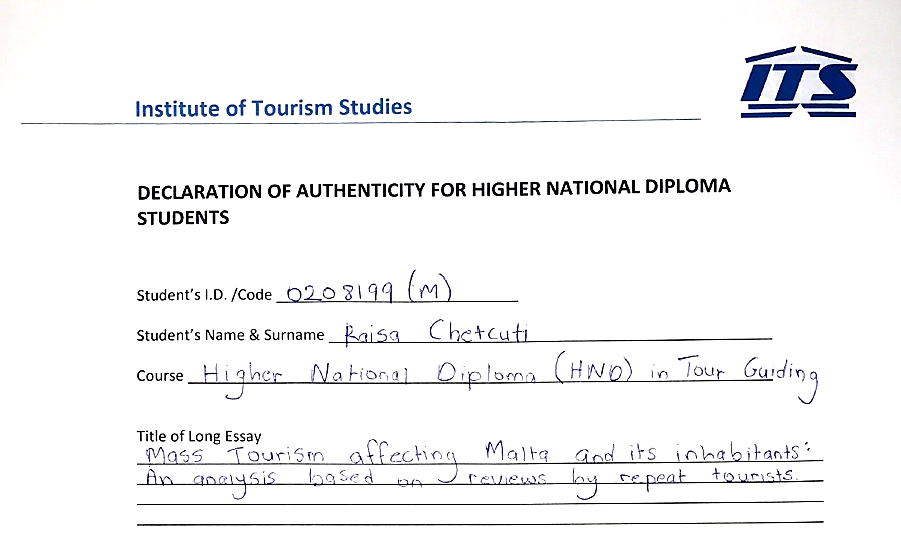 ITS
Institute of Tourism Studies
DECLARATION OF AUTHENTICITY FOR HIGHER NATIONAL DIPLOMA
STUDENTS
Student's I.D. /Code 0208199 (M)
Student's Name & Surname Raisa Chetcuti
Course Higher National Diploma (HND) in Tour Guiding
Title of Long Essay
Mass Tourism affecting Malta and its inhabitants:
An analysis based on reviews by repeat tourists.